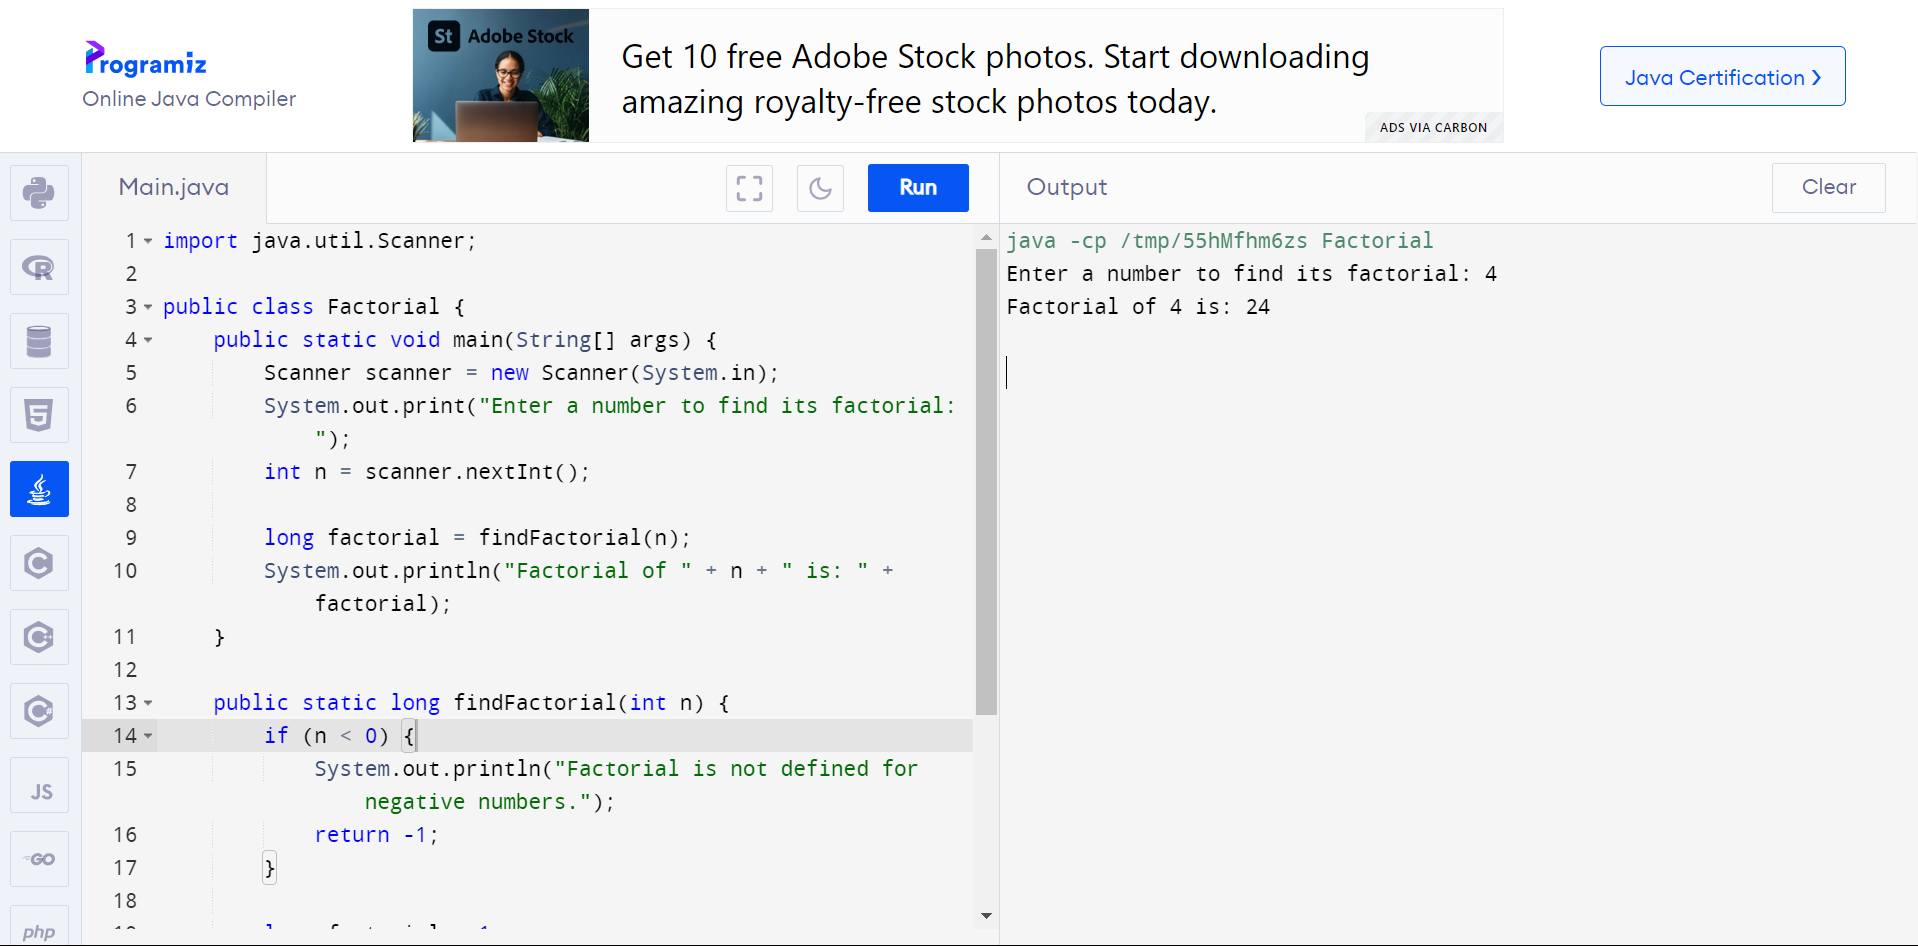 Programiz
Online Java Compiler
St Adobe Stock
Get 10 free Adobe Stock photos. Start downloading
amazing royalty-free stock photos today.
ADS VIA CARBON
Java Certification ❯
Main.java
Run
Output
Clear
1 import java.util.Scanner;
2
3 public class Factorial {
4 public static void main(String[] args) {
5 Scanner scanner = new Scanner(System.in);
6 System.out.print("Enter a number to find its factorial:
");
7 int n = scanner.nextInt();
8
9 long factorial = findFactorial(n);
10 System.out.println("Factorial of " + n + " is: " +
factorial);
11 }
12
13 public static long findFactorial(int n) {
14 if (n < 0) {
15 System.out.println("Factorial is not defined for
negative numbers.");
16 return -1;
17 }
18
java -cp /tmp/55hMfhm6zs Factorial
Enter a number to find its factorial: 4
Factorial of 4 is: 24
R
5
C
C++
C#
JS
GO
php